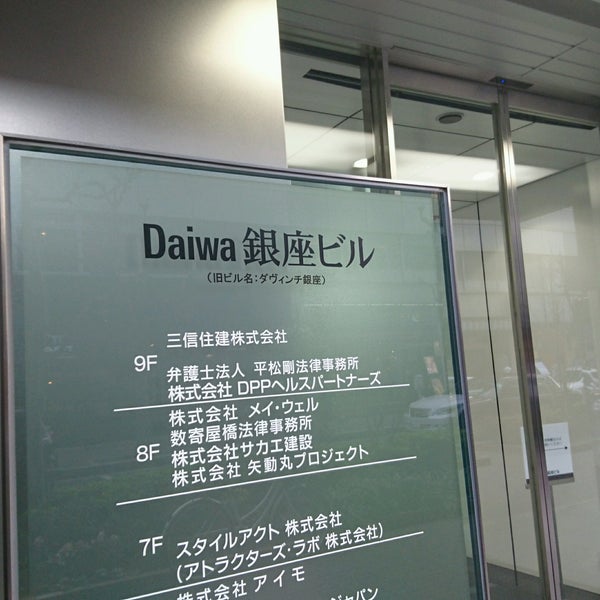 Daiwa 銀座ビル
(旧ビル名:ダヴィンチ銀座)
三信住建株式会社
9F
弁護士法人 平松剛法律事務所
株式会社 DPPヘルスパートナーズ
株式会社 メイ・ウェル
数寄屋橋法律事務所
8F
株式会社サカエ建設
株式会社 矢動丸プロジェクト
7F
スタイルアクト 株式会社
(アトラクターズ・ラボ 株式会社)
株式会社 アイモ
ジャパン